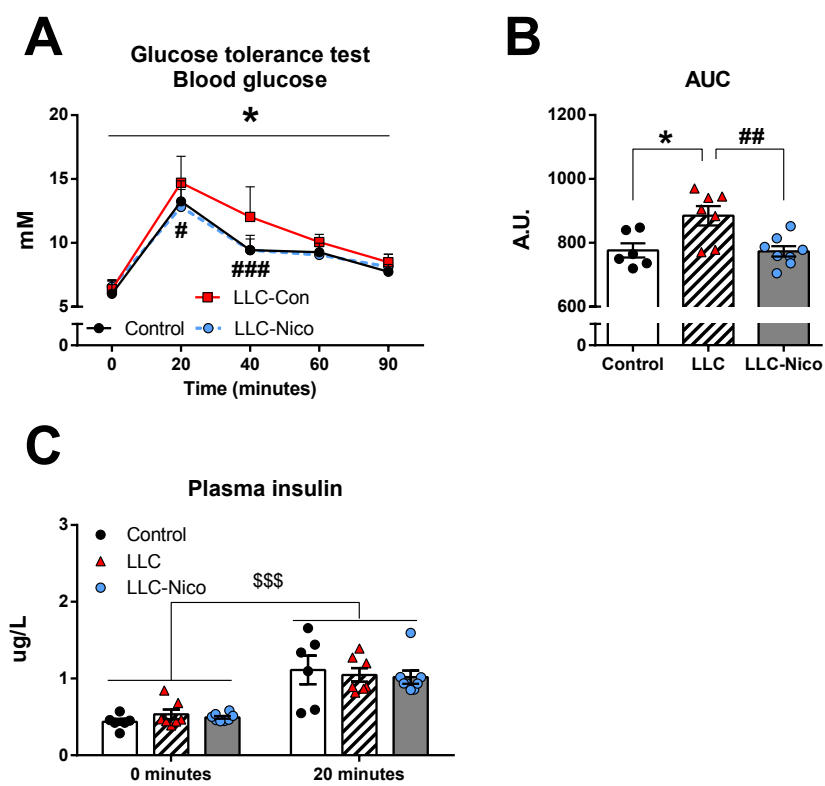 A
Glucose tolerance test
Blood glucose
20
15
10
5
0
mM
*
#
###
LLC-Con
Control
LLC-Nico
0 20 40 60 90
Time (minutes)
B
AUC
1200
1000
800
600
0
A.U.
* ##
Control LLC LLC-Nico
C
Plasma insulin
3
2
1
0
ug/L
Control
LLC
LLC-Nico
$$$
0 minutes 20 minutes